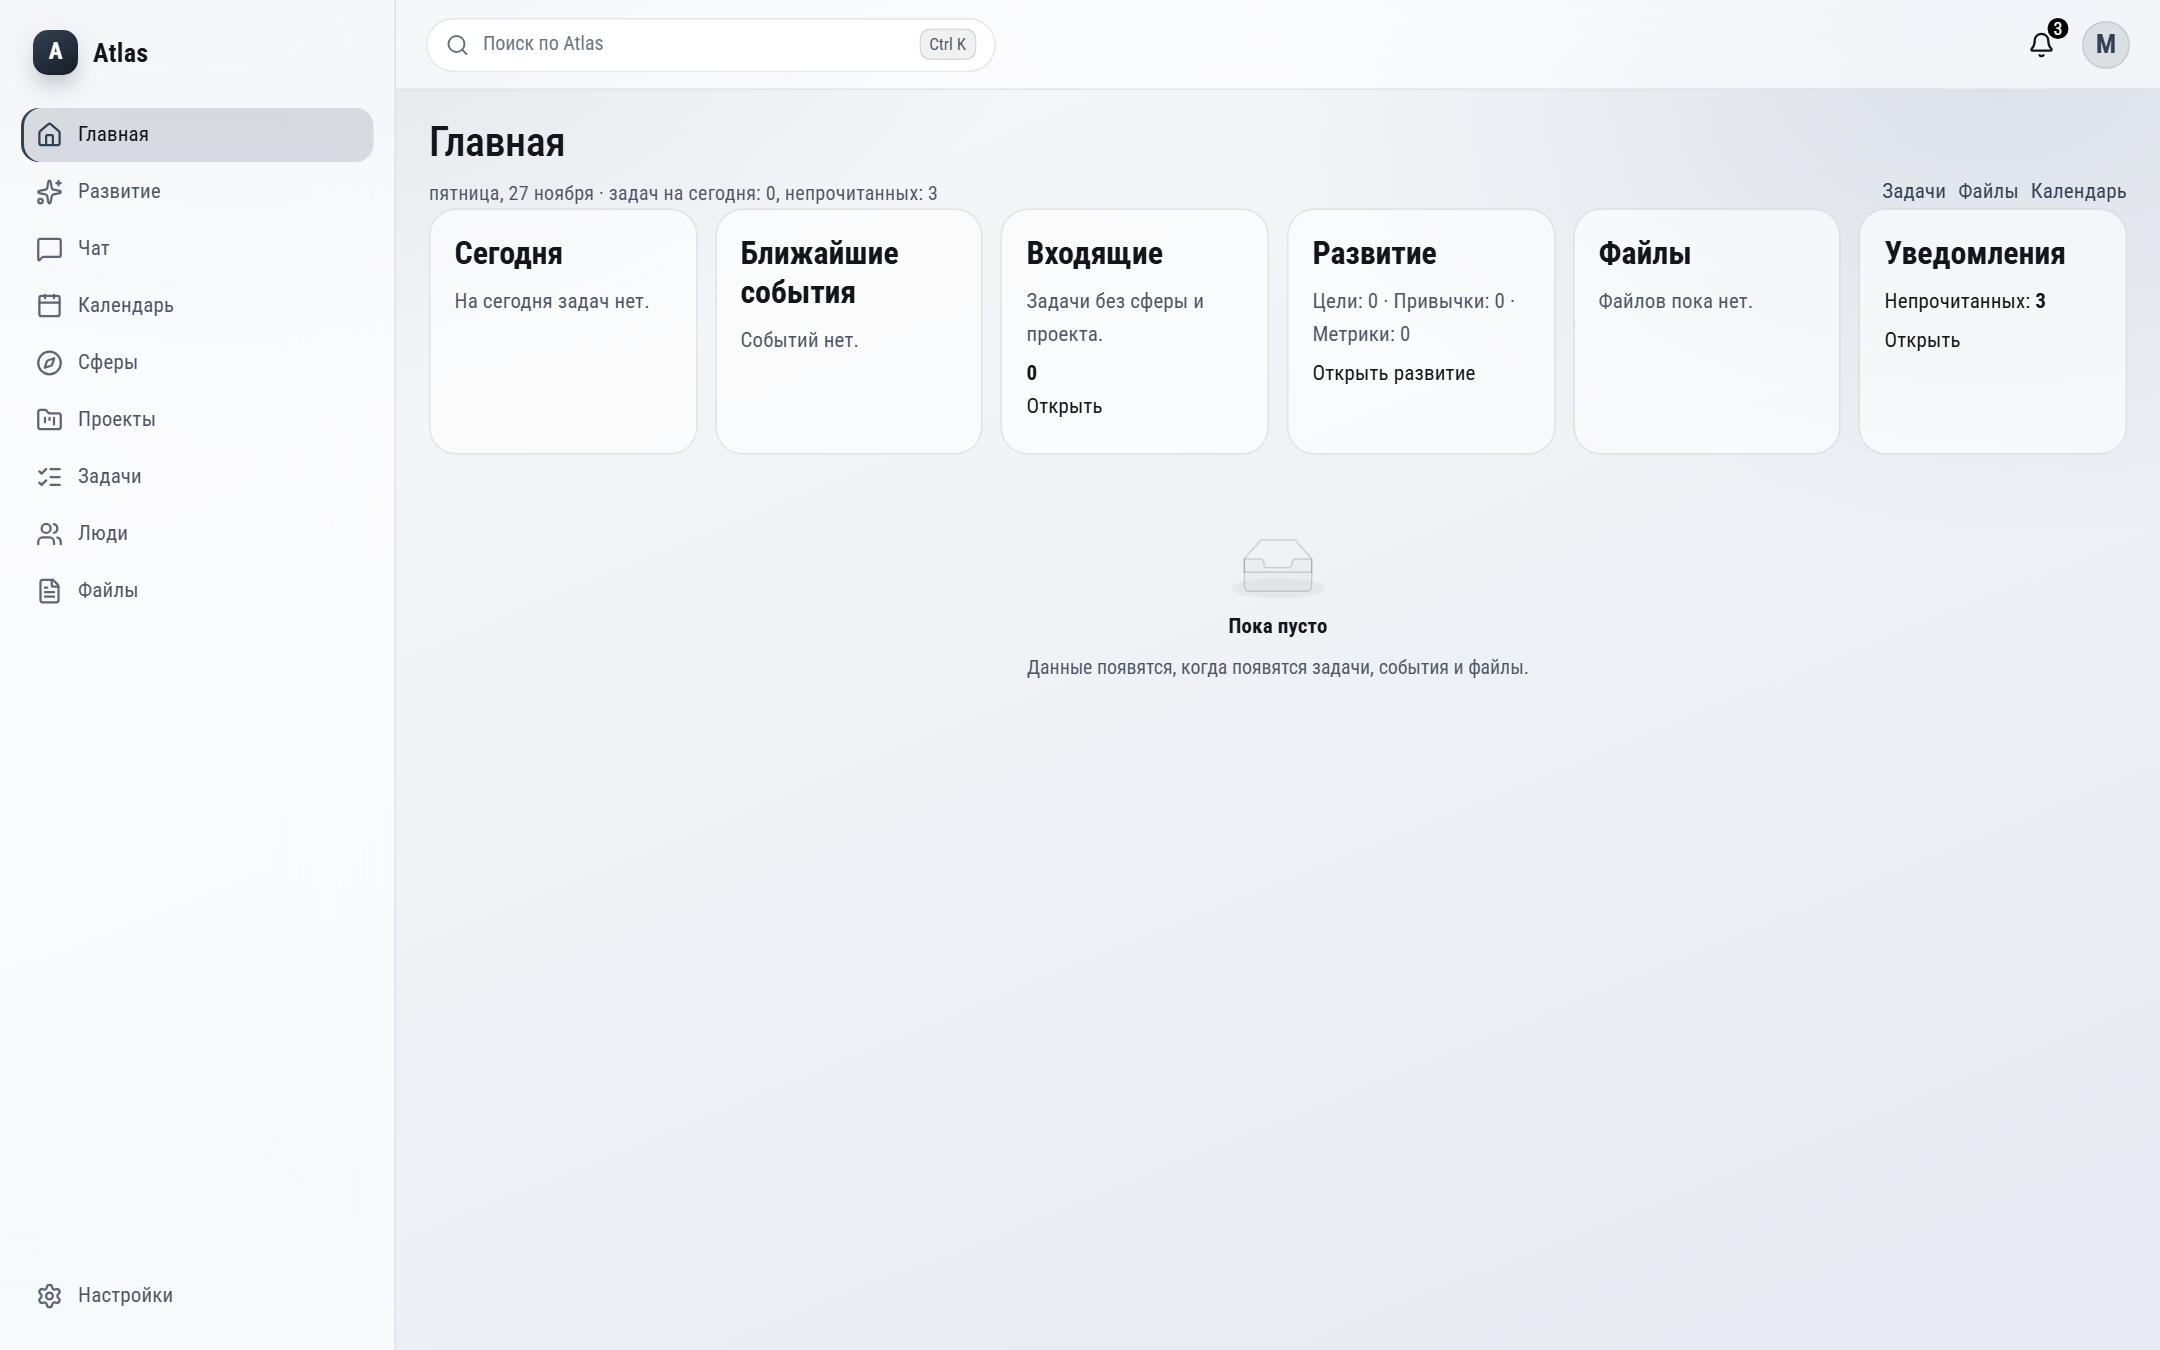 A
Atlas
Поиск по Atlas
Ctrl K
3
M
Главная
Развитие
Чат
Календарь
Сферы
Проекты
Задачи
Люди
Файлы
Настройки
Главная
пятница, 27 ноября · задач на сегодня: 0, непрочитанных: 3
Задачи Файлы Календарь
Сегодня
На сегодня задач нет.
Ближайшие
события
Событий нет.
Входящие
Задачи без сферы и
проекта.
0
Открыть
Развитие
Цели: 0 · Привычки: 0 ·
Метрики: 0
Открыть развитие
Файлы
Файлов пока нет.
Уведомления
Непрочитанных: 3
Открыть
Пока пусто
Данные появятся, когда появятся задачи, события и файлы.